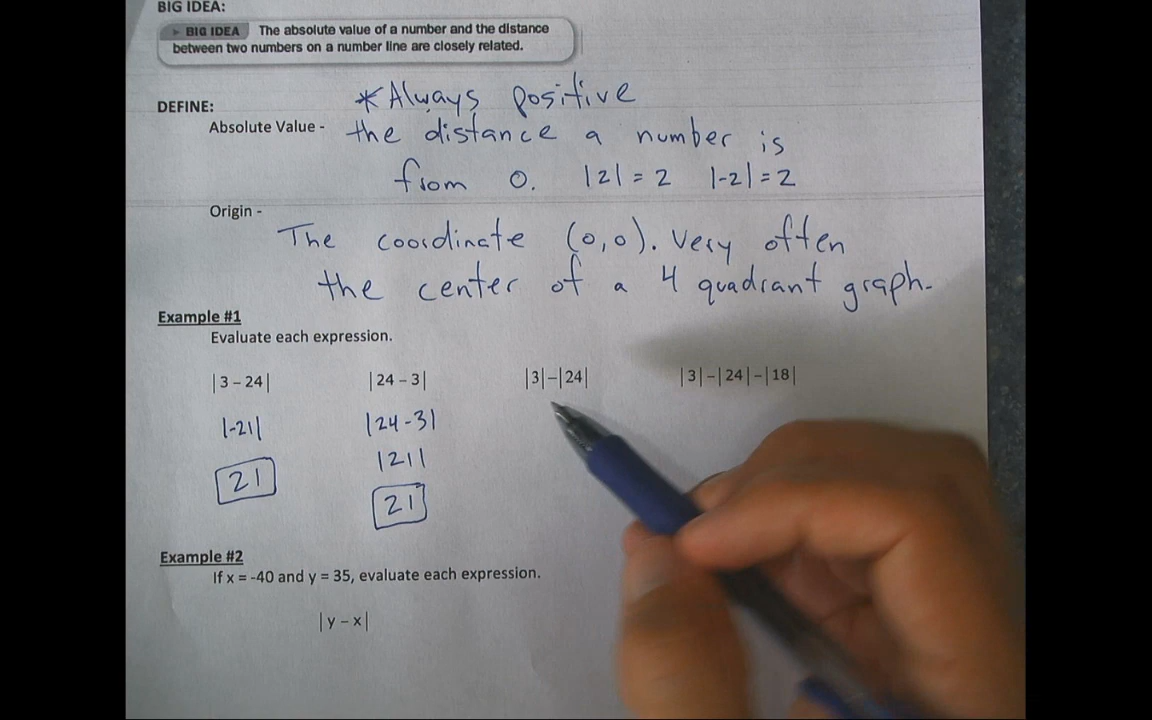 BIG IDEA:
▸ BIG IDEA The absolute value of a number and the distance
between two numbers on a number line are closely related.
*Always positive
DEFINE:
Absolute Value - the distance a number is
from 0. |2| = 2 |-2| = 2
Origin -
The coordinate (0,0). Very often
the center of a 4 quadrant graph.
Example #1
Evaluate each expression.
|3 – 24| |24 – 3| |3|–|24| |3|–|24|–|18|
|-21| |24-3|
|21|
21
21
Example #2
If x = -40 and y = 35, evaluate each expression.
|y – x|